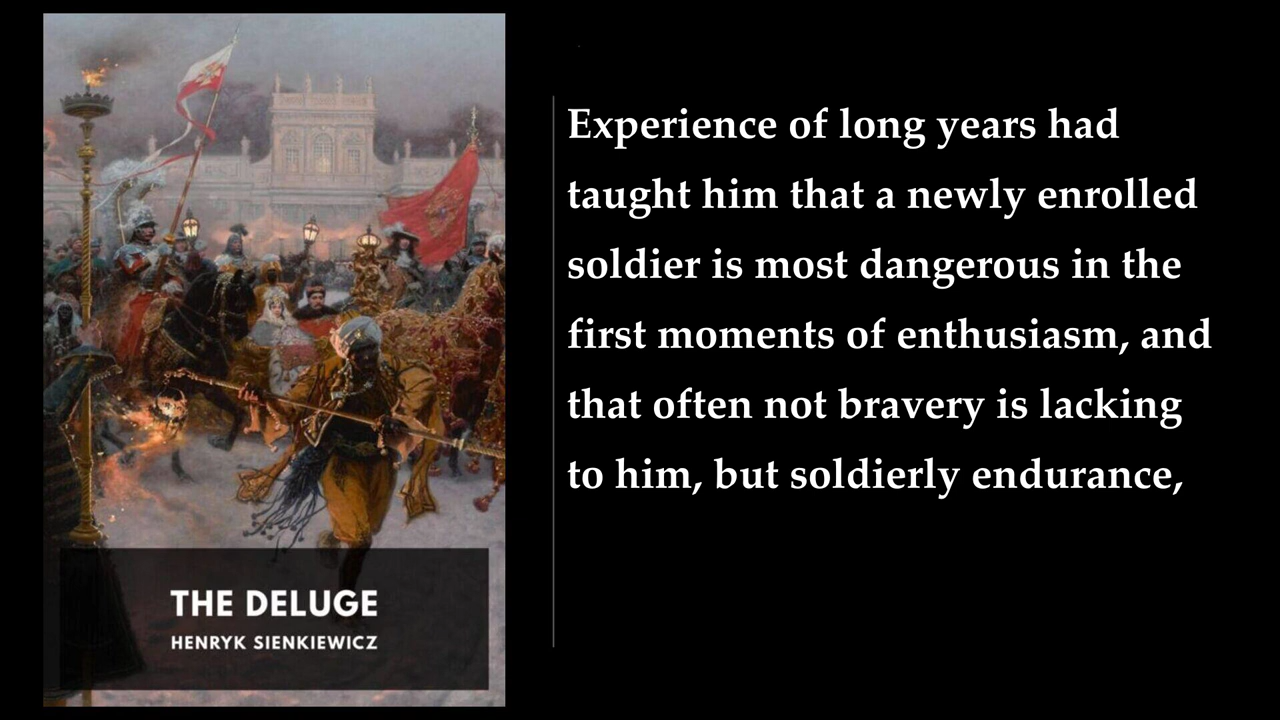 THE DELUGE
HENRYK SIENKIEWICZ
Experience of long years had
taught him that a newly enrolled
soldier is most dangerous in the
first moments of enthusiasm, and
that often not bravery is lacking
to him, but soldierly endurance,